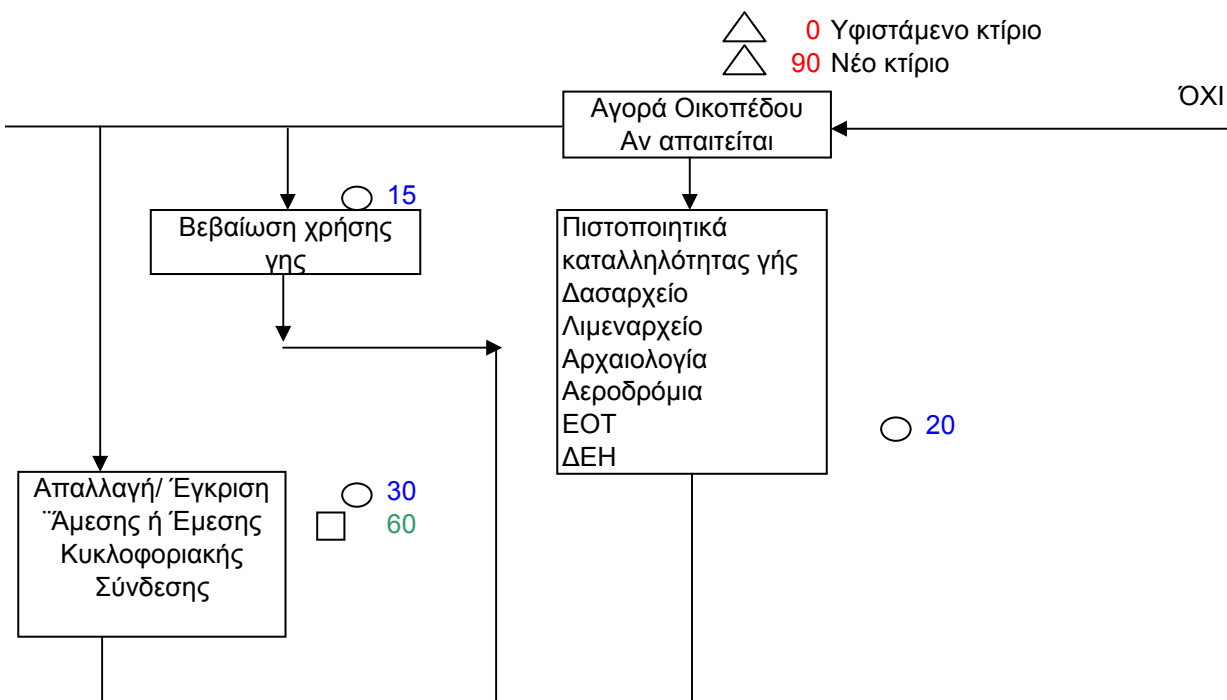 0 Υφιστάμενο κτίριο
90 Νέο κτίριο
ΌΧΙ
Αγορά Οικοπέδου
Αν απαιτείται
15
Βεβαίωση χρήσης
γης
Πιστοποιητικά
καταλληλότητας γής
Δασαρχείο
Λιμεναρχείο
Αρχαιολογία
Αεροδρόμια
ΕΟΤ
ΔΕΗ
20
Απαλλαγή/ Έγκριση
¨Άμεσης ή Έμεσης
Κυκλοφοριακής
Σύνδεσης
30
60